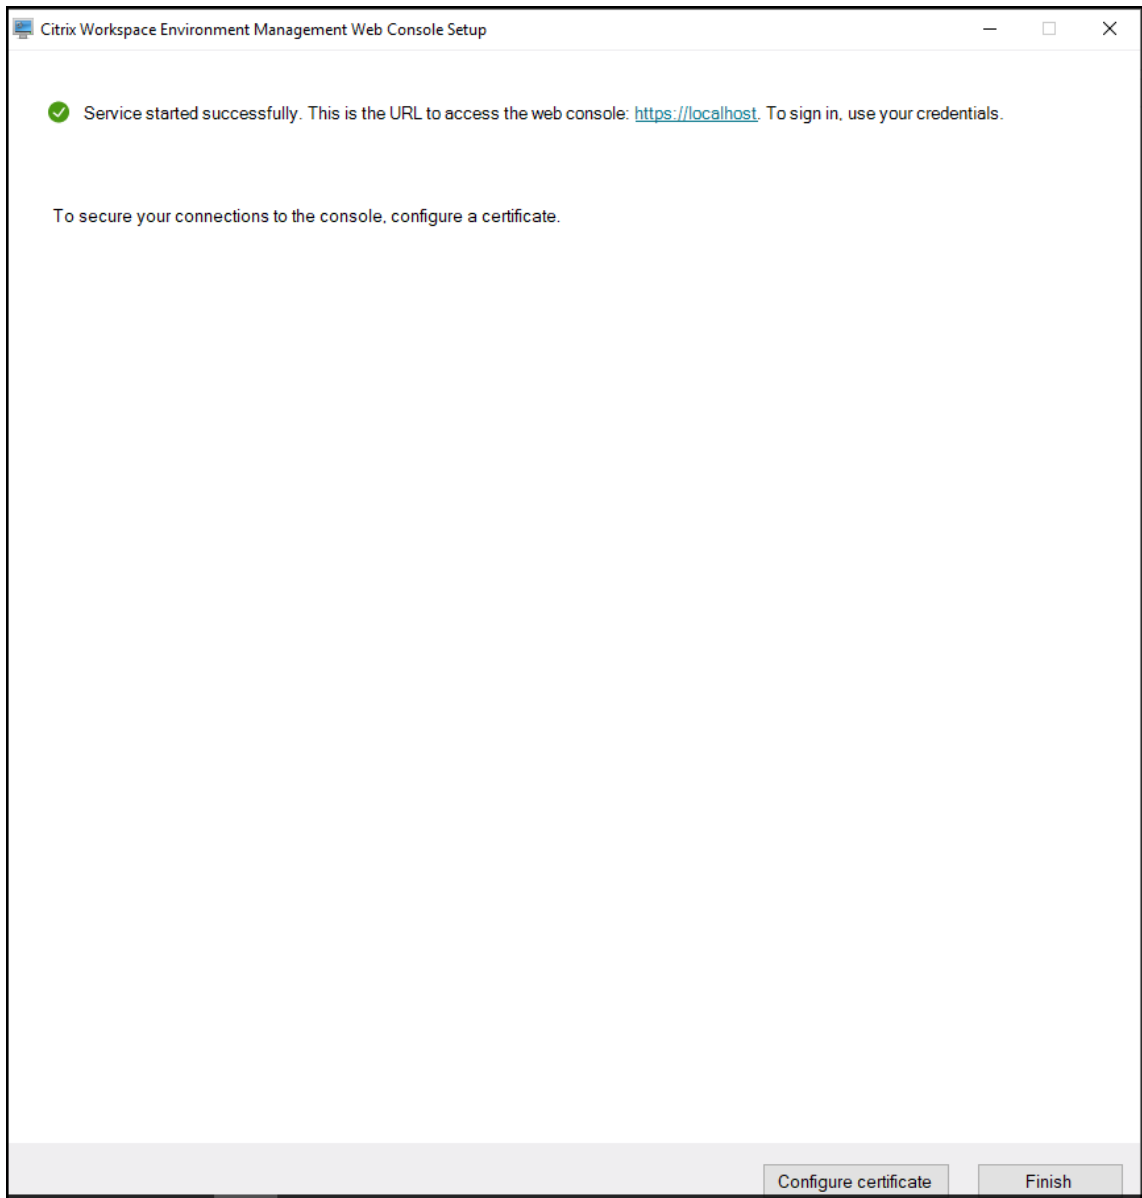 Citrix Workspace Environment Management Web Console Setup
Service started successfully. This is the URL to access the web console: https://localhost. To sign in, use your credentials.
To secure your connections to the console, configure a certificate.
Configure certificate
Finish